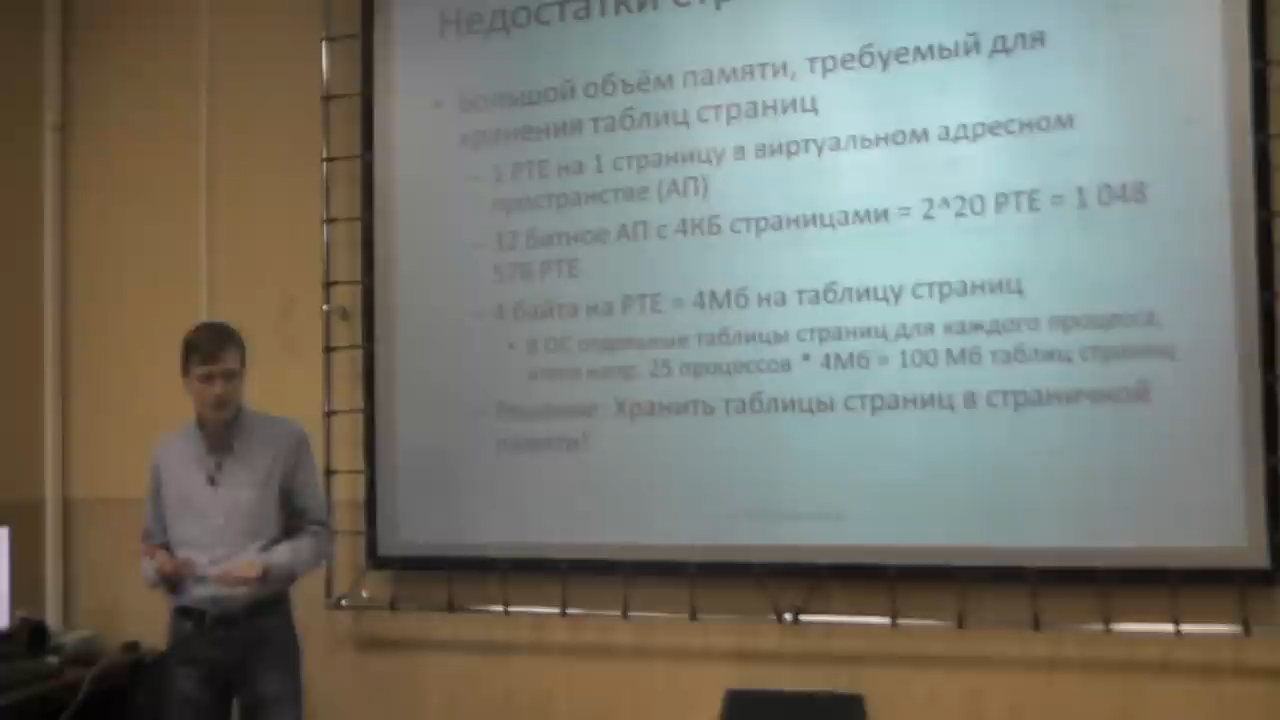 Недостатки
• Большой объём памяти, требуемый для
хранения таблиц страниц
– 1 PTE на 1 страницу в виртуальном адресном
пространстве (АП)
– 32 битное АП с 4КБ страницами = 2^20 PTE = 1 048
576 PTE
– 4 байта на PTE = 4Мб на таблицу страниц
• В ОС отдельные таблицы страниц для каждого процесса,
25 процессов * 4Мб = 100 Мб таблиц страниц
– Решение: Хранить таблицы страниц в страничной
памяти!